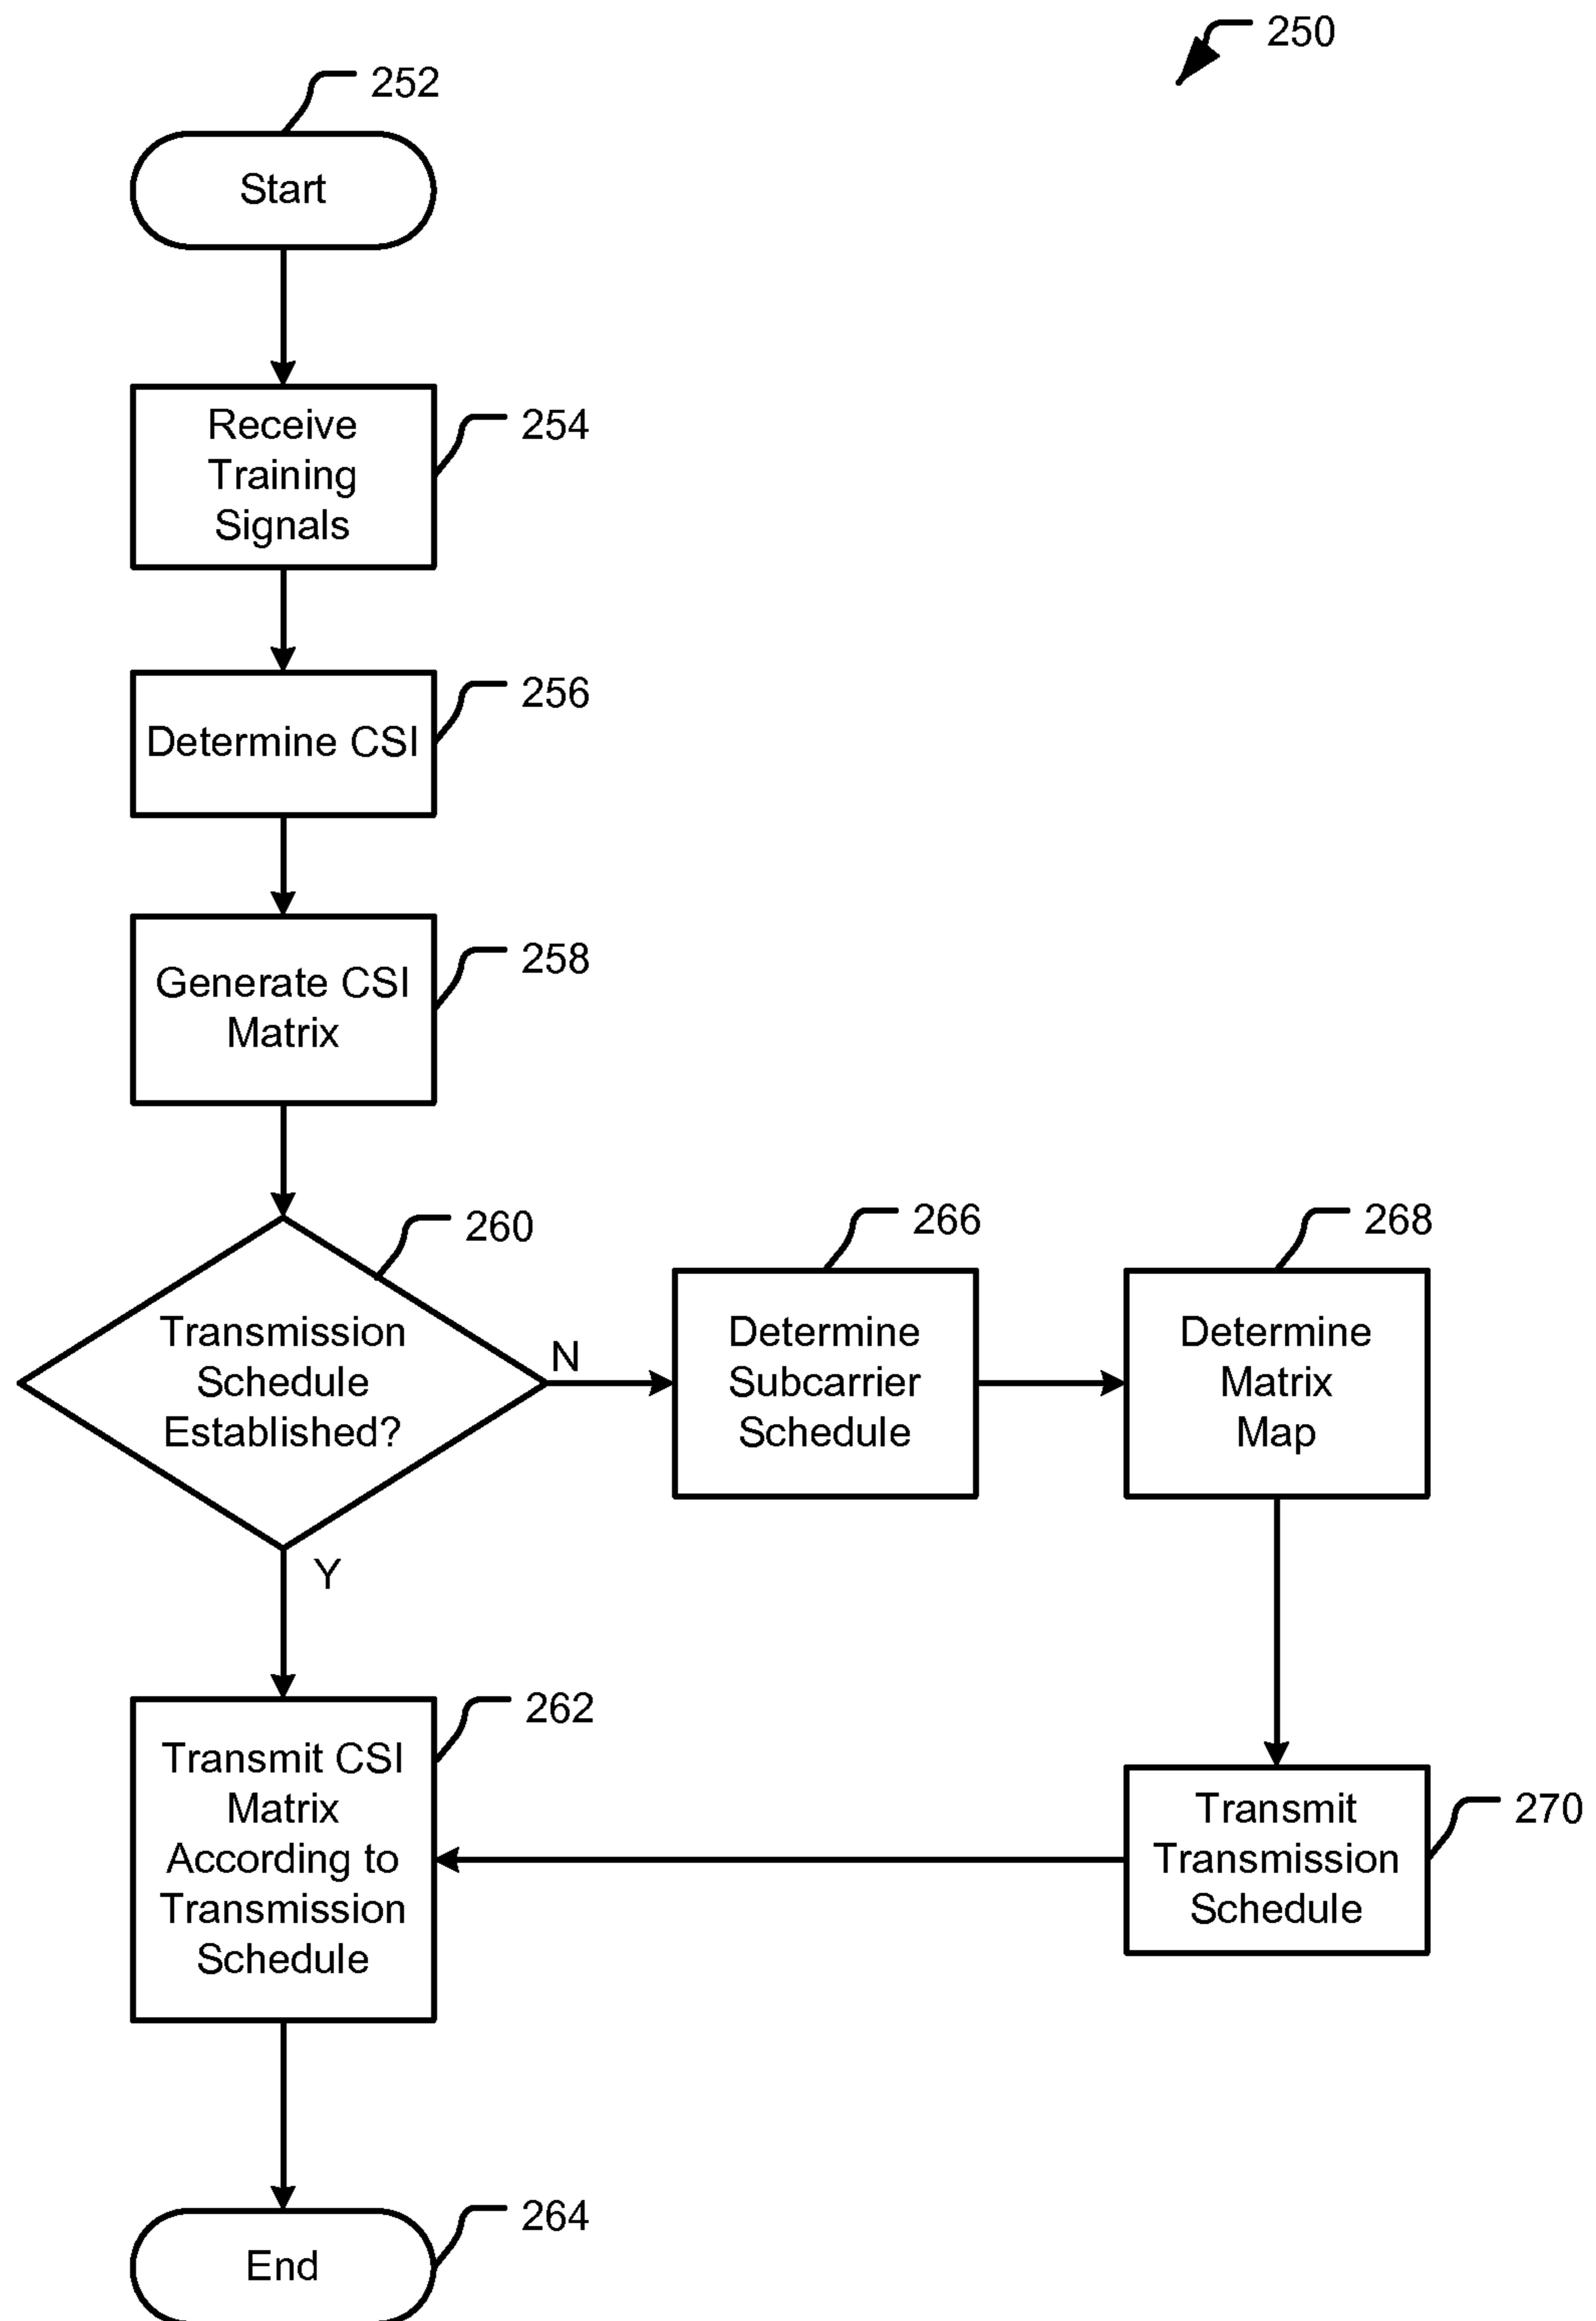 250
252
Start
Receive
Training
Signals
254
Determine CSI
256
Generate CSI
Matrix
258
Transmission
Schedule
Established?
260
N
Y
Determine
Subcarrier
Schedule
266
Determine
Matrix
Map
268
Transmit CSI
Matrix
According to
Transmission
Schedule
262
Transmit
Transmission
Schedule
270
End
264